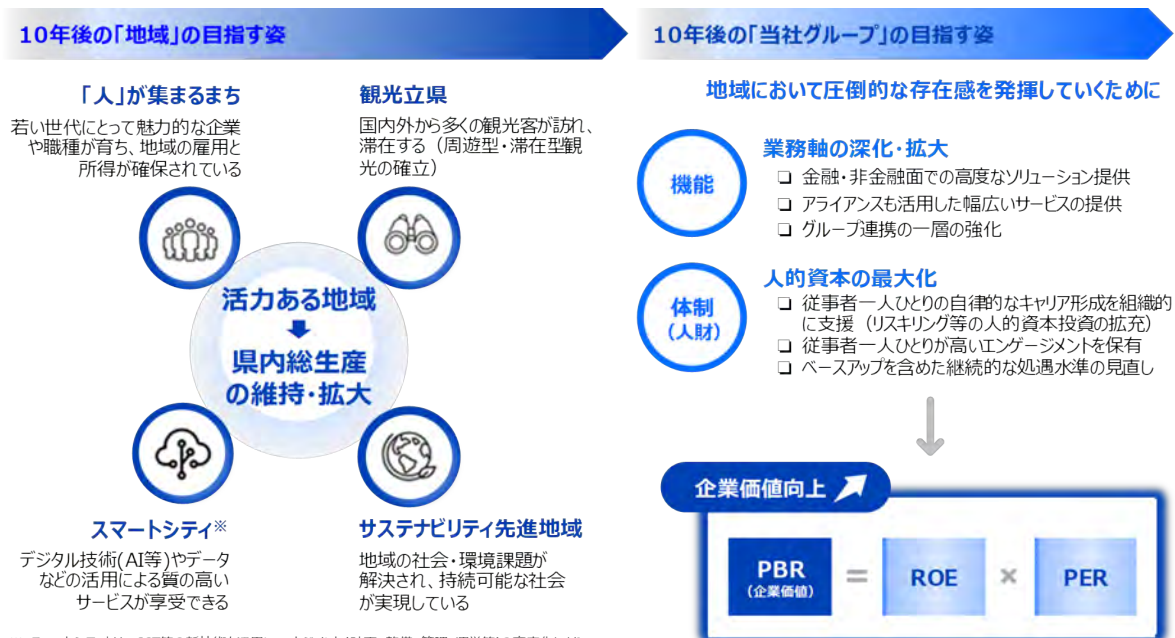 10年後の「地域」の目指す姿
「人」が集まるまち
若い世代にとって魅力的な企業
や職種が育ち、地域の雇用と
所得が確保されている
観光立県
国内外から多くの観光客が訪れ、
滞在する（周遊型・滞在型観
光の確立）
活力ある地域
県内総生産
の維持・拡大
スマートシティ※
デジタル技術(AI等)やデータ
などの活用による質の高い
サービスが享受できる
サステナビリティ先進地域
地域の社会・環境課題が
解決され、持続可能な社会
が実現している
10年後の「当社グループ」の目指す姿
地域において圧倒的な存在感を発揮していくために
機能
業務軸の深化・拡大
❏ 金融・非金融面での高度なソリューション提供
❏ アライアンスも活用した幅広いサービスの提供
❏ グループ連携の一層の強化
体制
(人財)
人的資本の最大化
❏ 従事者一人ひとりの自律的なキャリア形成を組織的
に支援（リスキリング等の人的資本投資の拡充）
❏ 従事者一人ひとりが高いエンゲージメントを保有
❏ ベースアップを含めた継続的な処遇水準の見直し
企業価値向上
PBR
(企業価値)
=
ROE
×
PER